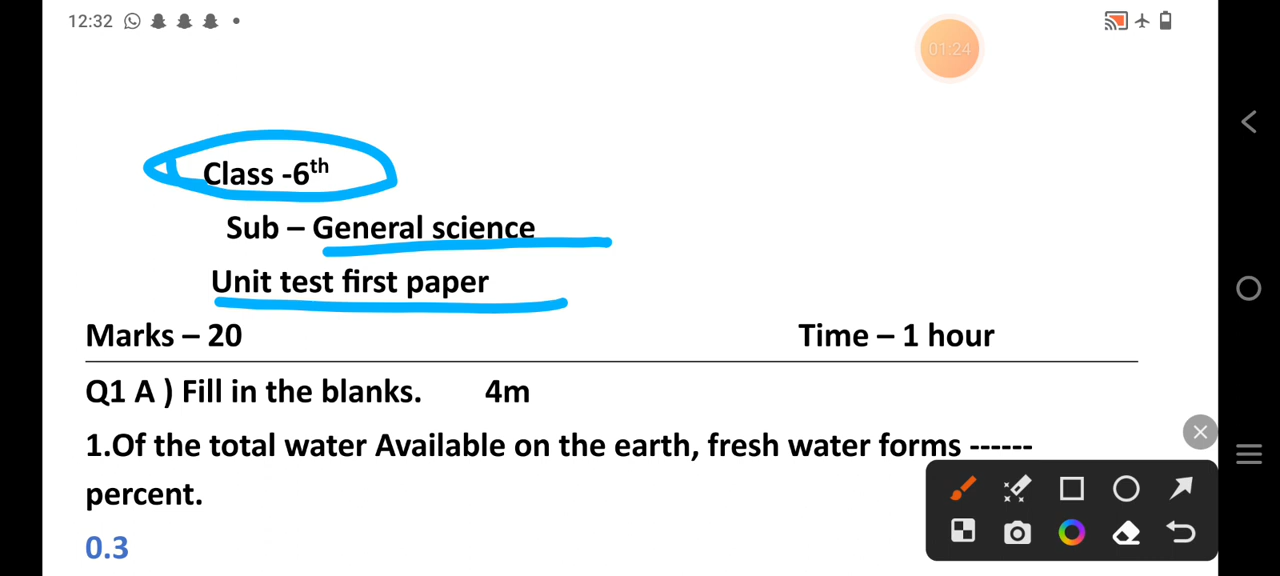 12:32
01:24
Class -6th
Sub – General science
Unit test first paper
Marks – 20 Time – 1 hour
Q1 A ) Fill in the blanks. 4m
1.Of the total water Available on the earth, fresh water forms ------
percent.
0.3